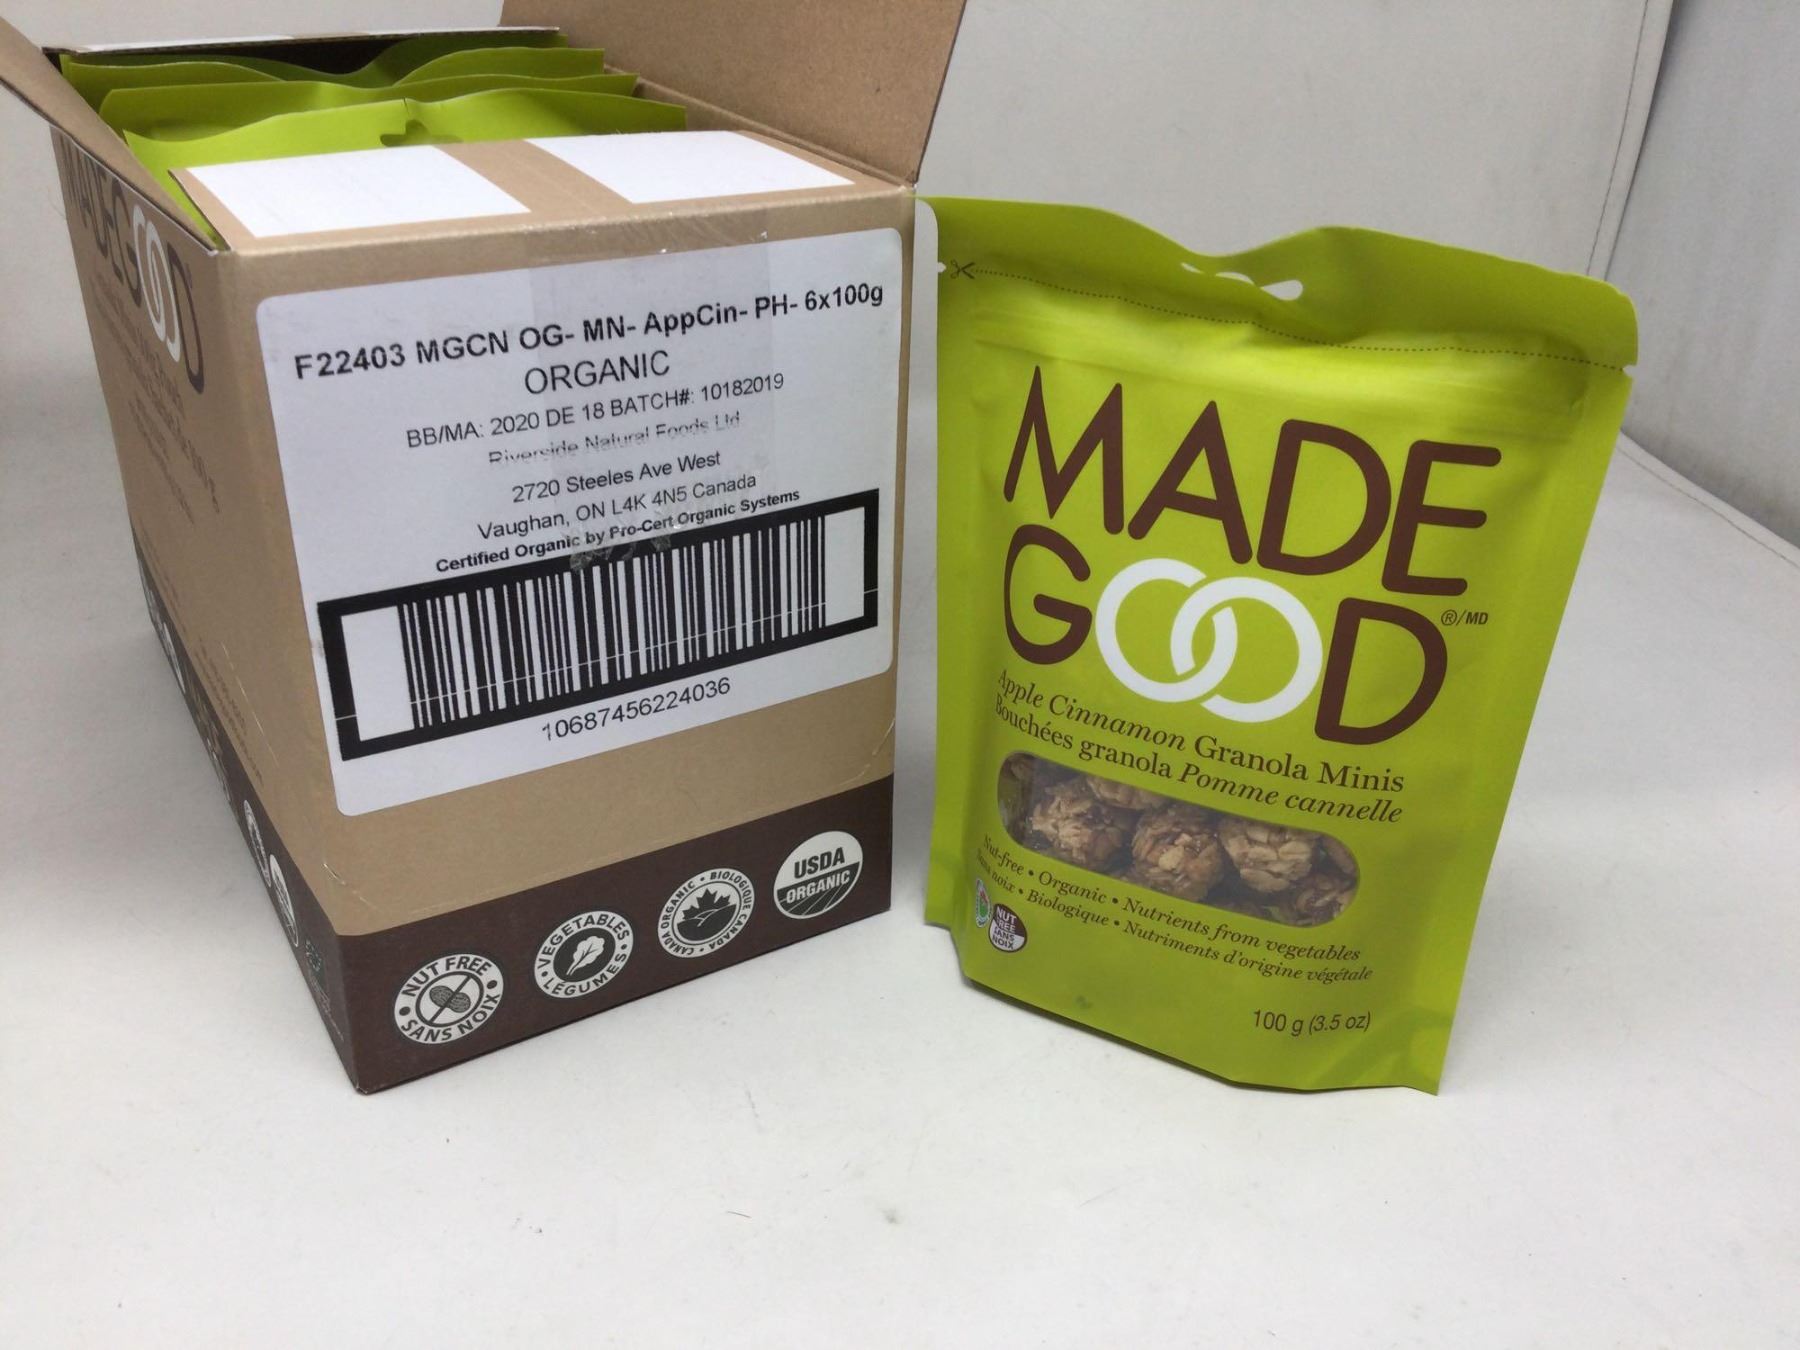 MADE GOOD
F22403 MGCN OG- MN- AppCin- PH- 6x100g
ORGANIC
BB/MA: 2020 DE 18 BATCH#: 10182019
Riverside Natural Foods Ltd
2720 Steeles Ave West
Vaughan, ON L4K 4N5 Canada
Certified Organic by Pro-Cert Organic Systems
10687456224036
NUT FREE • SANS NOIX •
VEGETABLES • LEGUMES •
CANADA ORGANIC • BIOLOGIQUE CANADA •
USDA
ORGANIC
MADE
GOOD
®/MD
Apple Cinnamon Granola Minis
Bouchées granola Pomme cannelle
Nut-free • Organic • Nutrients from vegetables
Sans noix • Biologique • Nutriments d'origine végétale
NUT
FREE
SANS
NOIX
100 g (3.5 oz)